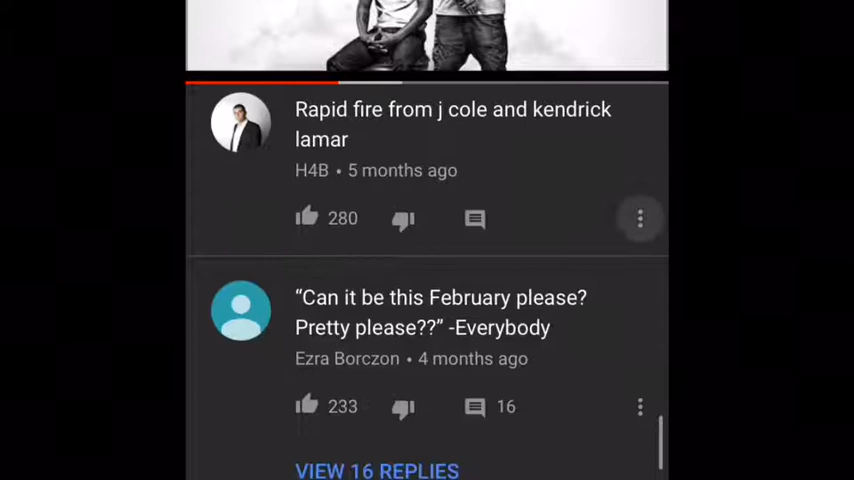 Rapid fire from j cole and kendrick
lamar
H4B • 5 months ago
280
“Can it be this February please?
Pretty please??” -Everybody
Ezra Borczon • 4 months ago
233
16
VIEW 16 REPLIES